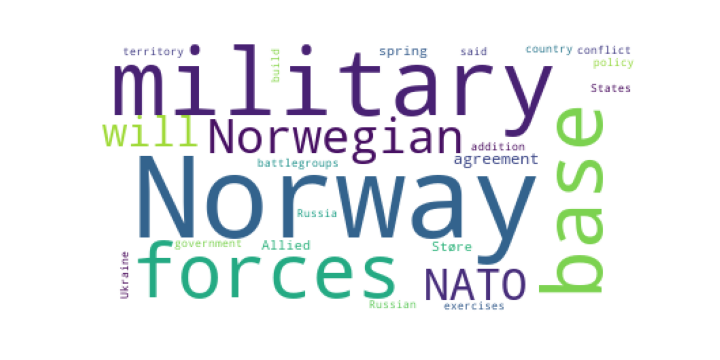 territory
military
build
spring
said
country
conflict
policy
States
will
Norwegian
addition
agreement
base
battlegroups
Norway
Russia
government
Allied
Støre
forces
NATO
Ukraine
Russian
exercises